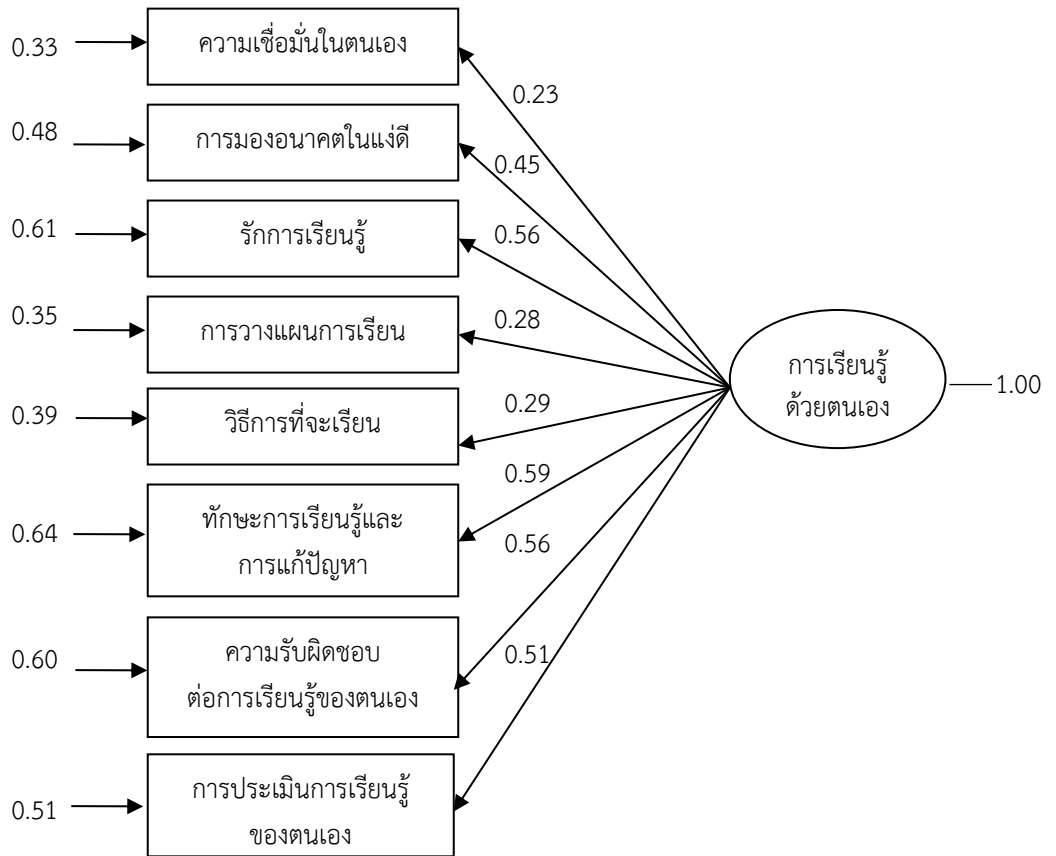 0.33
ความเชื่อมั่นในตนเอง
0.23
0.48
การมองอนาคตในแง่ดี
0.45
0.61
รักการเรียนรู้
0.56
0.35
การวางแผนการเรียน
0.28
การเรียนรู้
ด้วยตนเอง
1.00
0.39
วิธีการที่จะเรียน
0.29
0.64
ทักษะการเรียนรู้และ
การแก้ปัญหา
0.59
0.56
0.60
ความรับผิดชอบ
ต่อการเรียนรู้ของตนเอง
0.51
0.51
การประเมินการเรียนรู้
ของตนเอง